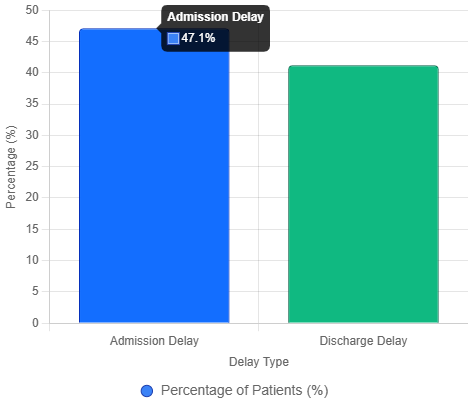 50
45
40
35
30
25
20
15
10
5
0
Percentage (%)
Admission Delay
47.1%
Admission Delay
Discharge Delay
Delay Type
Percentage of Patients (%)